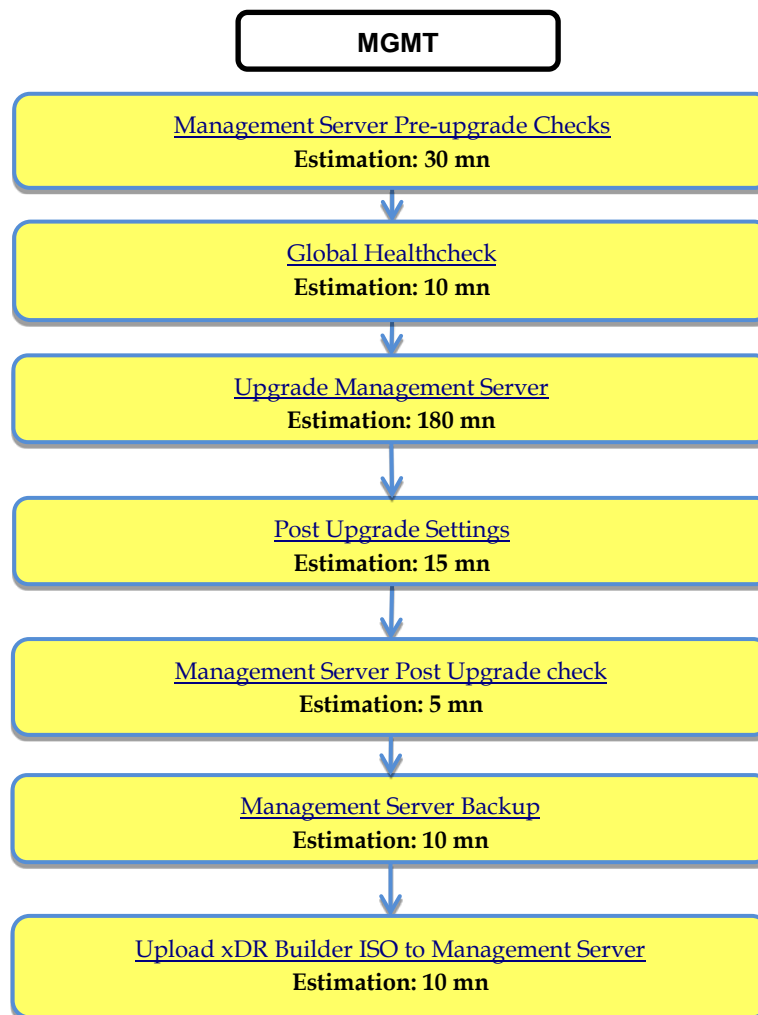 MGMT
Management Server Pre-upgrade Checks
Estimation: 30 mn
Global Healthcheck
Estimation: 10 mn
Upgrade Management Server
Estimation: 180 mn
Post Upgrade Settings
Estimation: 15 mn
Management Server Post Upgrade check
Estimation: 5 mn
Management Server Backup
Estimation: 10 mn
Upload xDR Builder ISO to Management Server
Estimation: 10 mn